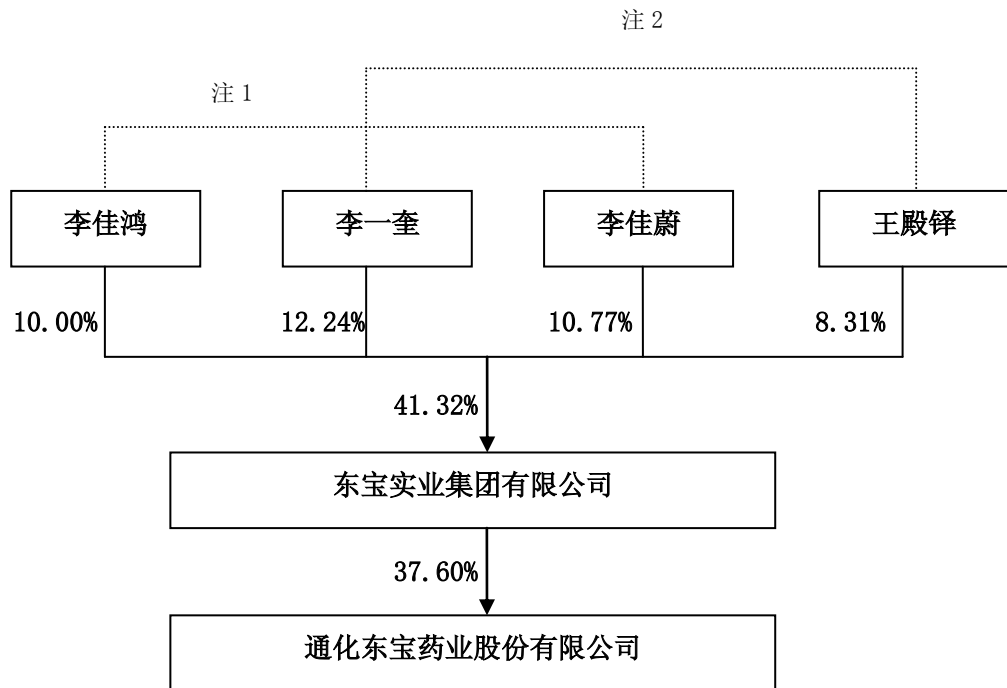 注 2
注 1
李佳鸿
李一奎
李佳蔚
王殿铎
10.00%
12.24%
10.77%
8.31%
41.32%
东宝实业集团有限公司
37.60%
通化东宝药业股份有限公司